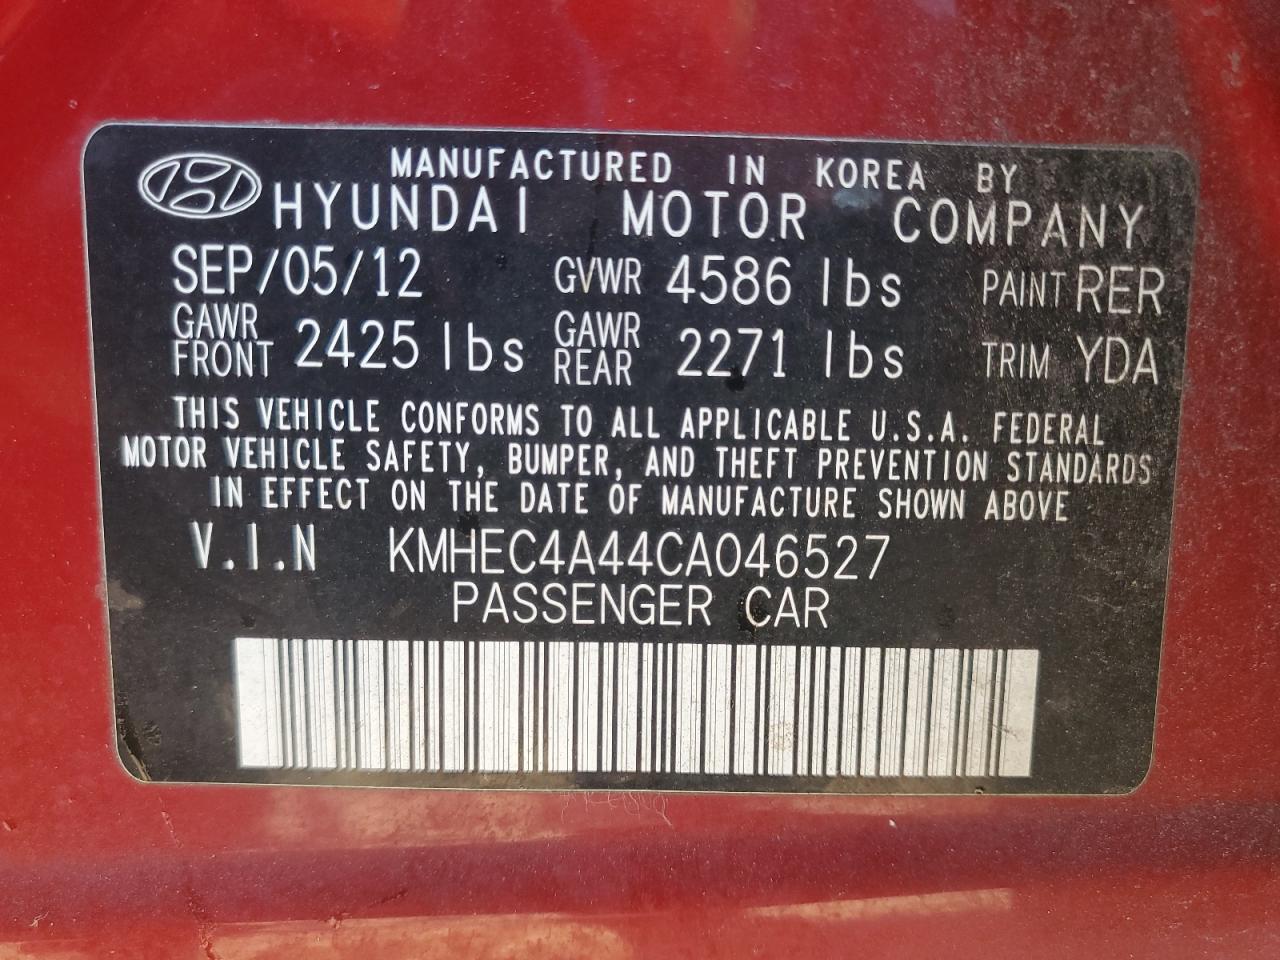 MANUFACTURED IN KOREA BY
HYUNDAI MOTOR COMPANY
SEP/05/12 GVWR 4586 lbs PAINT RER
GAWR FRONT 2425 lbs GAWR REAR 2271 lbs TRIM YDA
THIS VEHICLE CONFORMS TO ALL APPLICABLE U.S.A. FEDERAL
MOTOR VEHICLE SAFETY, BUMPER, AND THEFT PREVENTION STANDARDS
IN EFFECT ON THE DATE OF MANUFACTURE SHOWN ABOVE
V.I.N KMHEC4A44CA046527
PASSENGER CAR